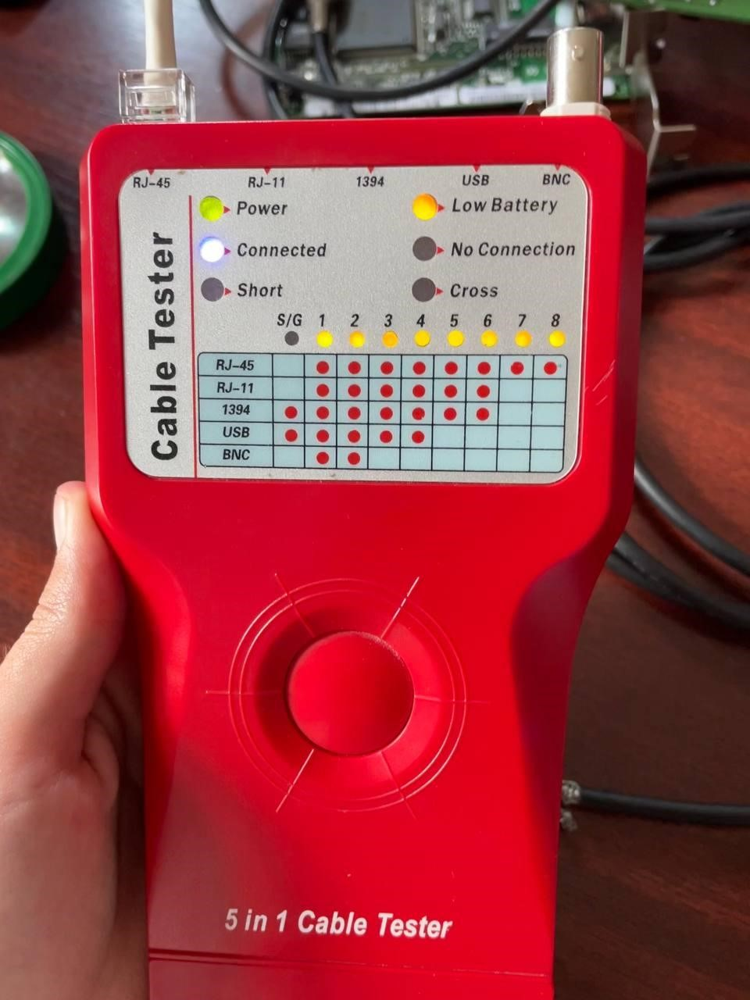 RJ-45 RJ-11 1394 USB BNC
Power Low Battery
Connected No Connection
Short Cross
Cable Tester
S/G 1 2 3 4 5 6 7 8
RJ-45
RJ-11
1394
USB
BNC
5 in 1 Cable Tester